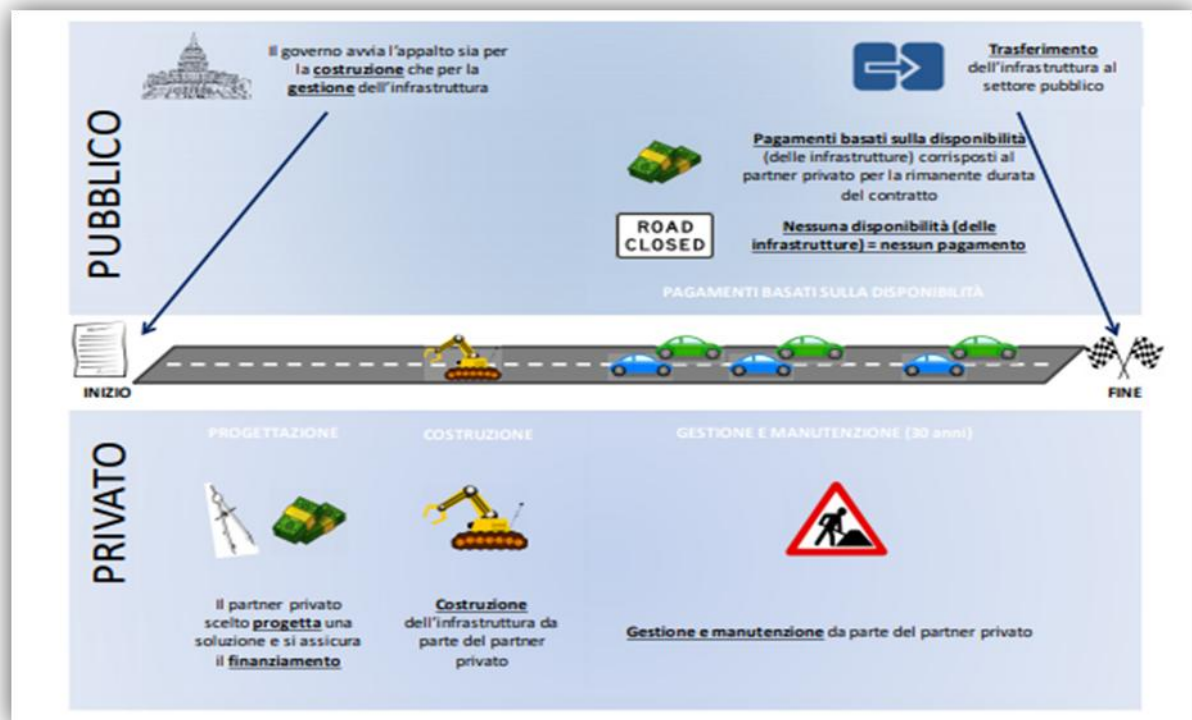 PUBBLICO
Il governo avvia l'appalto sia per
la costruzione che per la
gestione dell'infrastruttura
Trasferimento
dell'infrastruttura al
settore pubblico
Pagamenti basati sulla disponibilità
(delle infrastrutture) corrisposti al
partner privato per la rimanente durata
del contratto
ROAD
CLOSED
Nessuna disponibilità (delle
infrastrutture) = nessun pagamento
PAGAMENTI BASATI SULLA DISPONIBILITÀ
INIZIO
FINE
PRIVATO
PROGETTAZIONE
COSTRUZIONE
GESTIONE E MANUTENZIONE (30 anni)
Il partner privato
scelto progetta una
soluzione e si assicura
il finanziamento
Costruzione
dell'infrastruttura da
parte del partner
privato
Gestione e manutenzione da parte del partner privato